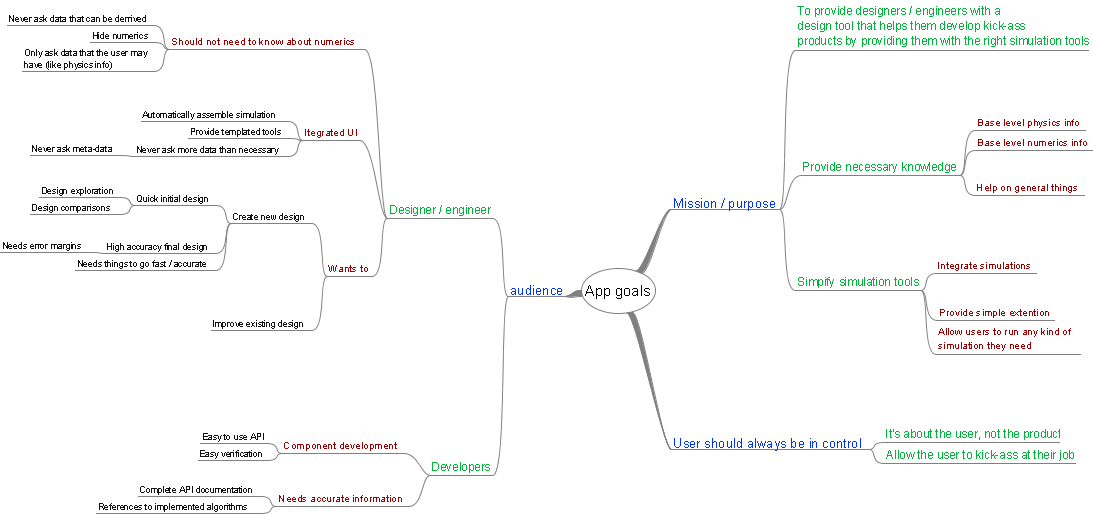 App goals
Mission / purpose
To provide designers / engineers with a
design tool that helps them develop kick-ass
products by providing them with the right simulation tools
Provide necessary knowledge
Base level physics info
Base level numerics info
Help on general things
Simpify simulation tools
Integrate simulations
Provide simple extention
Allow users to run any kind of
simulation they need
User should always be in control
It's about the user, not the product
Allow the user to kick-ass at their job
audience
Designer / engineer
Should not need to know about numerics
Never ask data that can be derrived
Hide numerics
Only ask data that the user may
have (like physics info)
Itegrated UI
Automatically assemble simulation
Provide templated tools
Never ask more data than necessary
Never ask meta-data
Wants to
Create new design
Quick initial design
Design exploration
Design comparisons
High accuracy final design
Needs error margins
Needs things to go fast / accurate
Improve existing design
Developers
Component development
Easy to use API
Easy verification
Needs accurate information
Complete API documentation
References to implemented algorithms